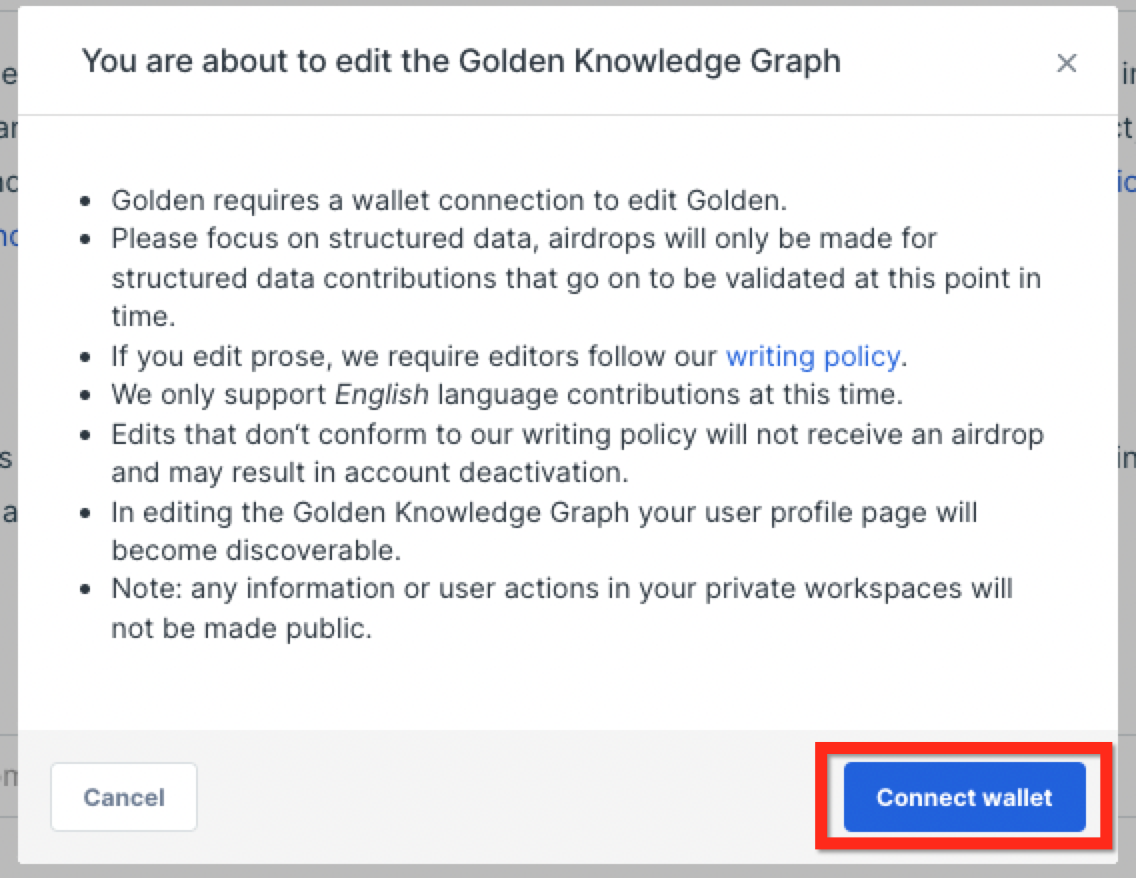 You are about to edit the Golden Knowledge Graph
• Golden requires a wallet connection to edit Golden.
• Please focus on structured data, airdrops will only be made for
structured data contributions that go on to be validated at this point in
time.
• If you edit prose, we require editors follow our writing policy.
• We only support English language contributions at this time.
• Edits that don‘t conform to our writing policy will not receive an airdrop
and may result in account deactivation.
• In editing the Golden Knowledge Graph your user profile page will
become discoverable.
• Note: any information or user actions in your private workspaces will
not be made public.
Cancel
Connect wallet